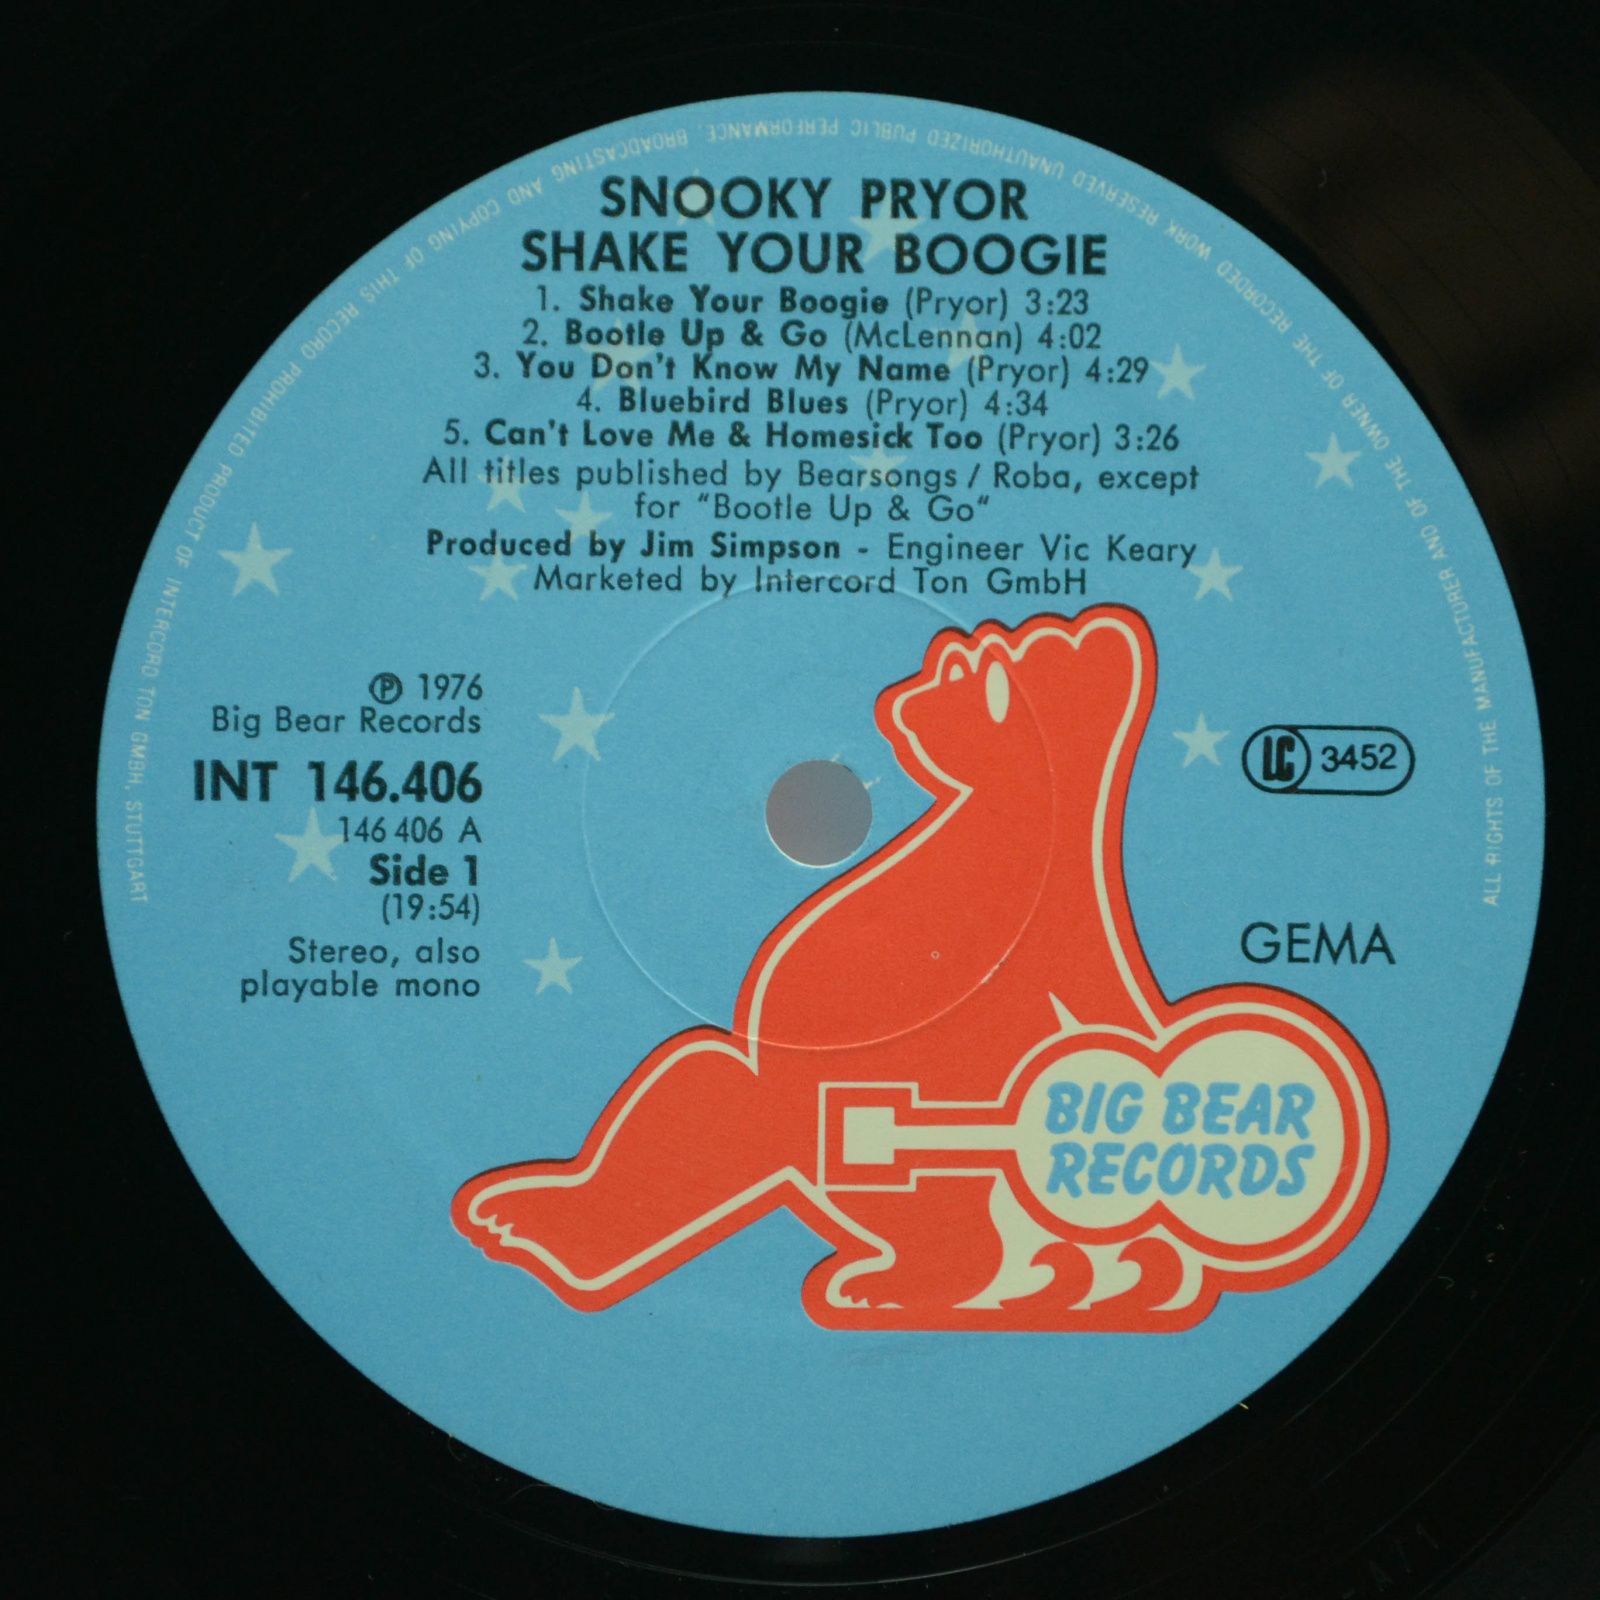 SNOOKY PRYOR
SHAKE YOUR BOOGIE
1. Shake Your Boogie (Pryor) 3:23
2. Bootle Up & Go (McLennan) 4:02
3. You Don't Know My Name (Pryor) 4:29
4. Bluebird Blues (Pryor) 4:34
5. Can't Love Me & Homesick Too (Pryor) 3:26
All titles published by Bearsongs / Roba, except
for "Bootle Up & Go"
Produced by Jim Simpson - Engineer Vic Keary
Marketed by Intercord Ton GmbH
℗ 1976
Big Bear Records
INT 146.406
146 406 A
Side 1
(19:54)
Stereo, also
playable mono
LC 3452
GEMA
BIG BEAR
RECORDS
ALL RIGHTS OF THE MANUFACTURER AND OF THE OWNER OF THE RECORDED WORK RESERVED UNAUTHORIZED PUBLIC PERFORMANCE, BROADCASTING AND COPYING OF THIS RECORD PROHIBITED PRODUCT OF INTERCORD TON GMBH, STUTTGART